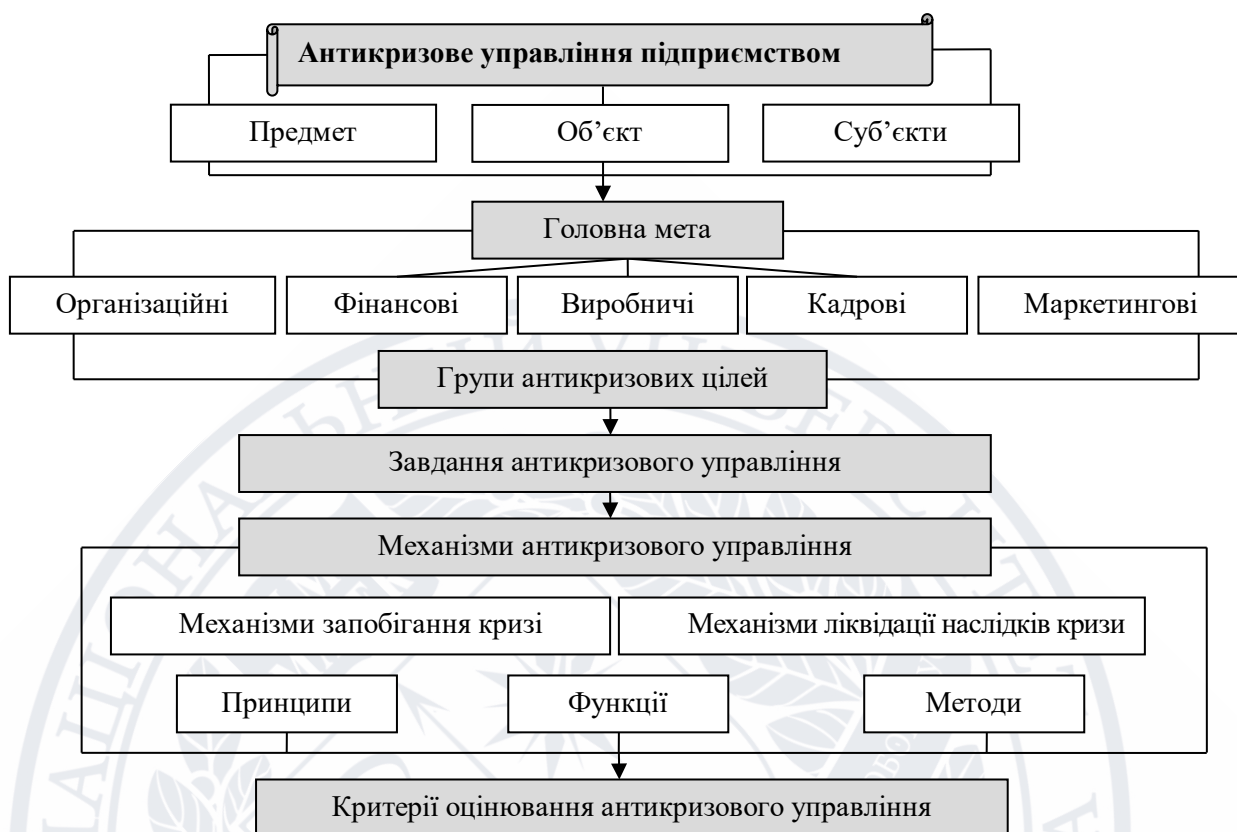 Антикризове управління підприємством
Предмет
Об’єкт
Суб’єкти
Головна мета
Організаційні
Фінансові
Виробничі
Кадрові
Маркетингові
Групи антикризових цілей
Завдання антикризового управління
Механізми антикризового управління
Механізми запобігання кризі
Механізми ліквідації наслідків кризи
Принципи
Функції
Методи
Критерії оцінювання антикризового управління